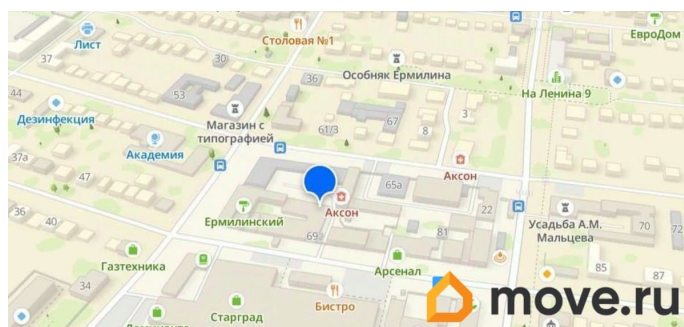 Столовая №1
ЕвроДом
Лист
37
30
36
Особняк Ермилина
На Ленина 9
44
53
Дезинфекция
Магазин с
типографией
61/3
67
8
3
37а
Академия
Аксон
47
65а
36
40
Ермилинский
Аксон
22
Усадьба А.М.
Мальцева
70
72
69
81
Газтехника
Арсенал
85
87
34
Бистро
Старград
move.ru